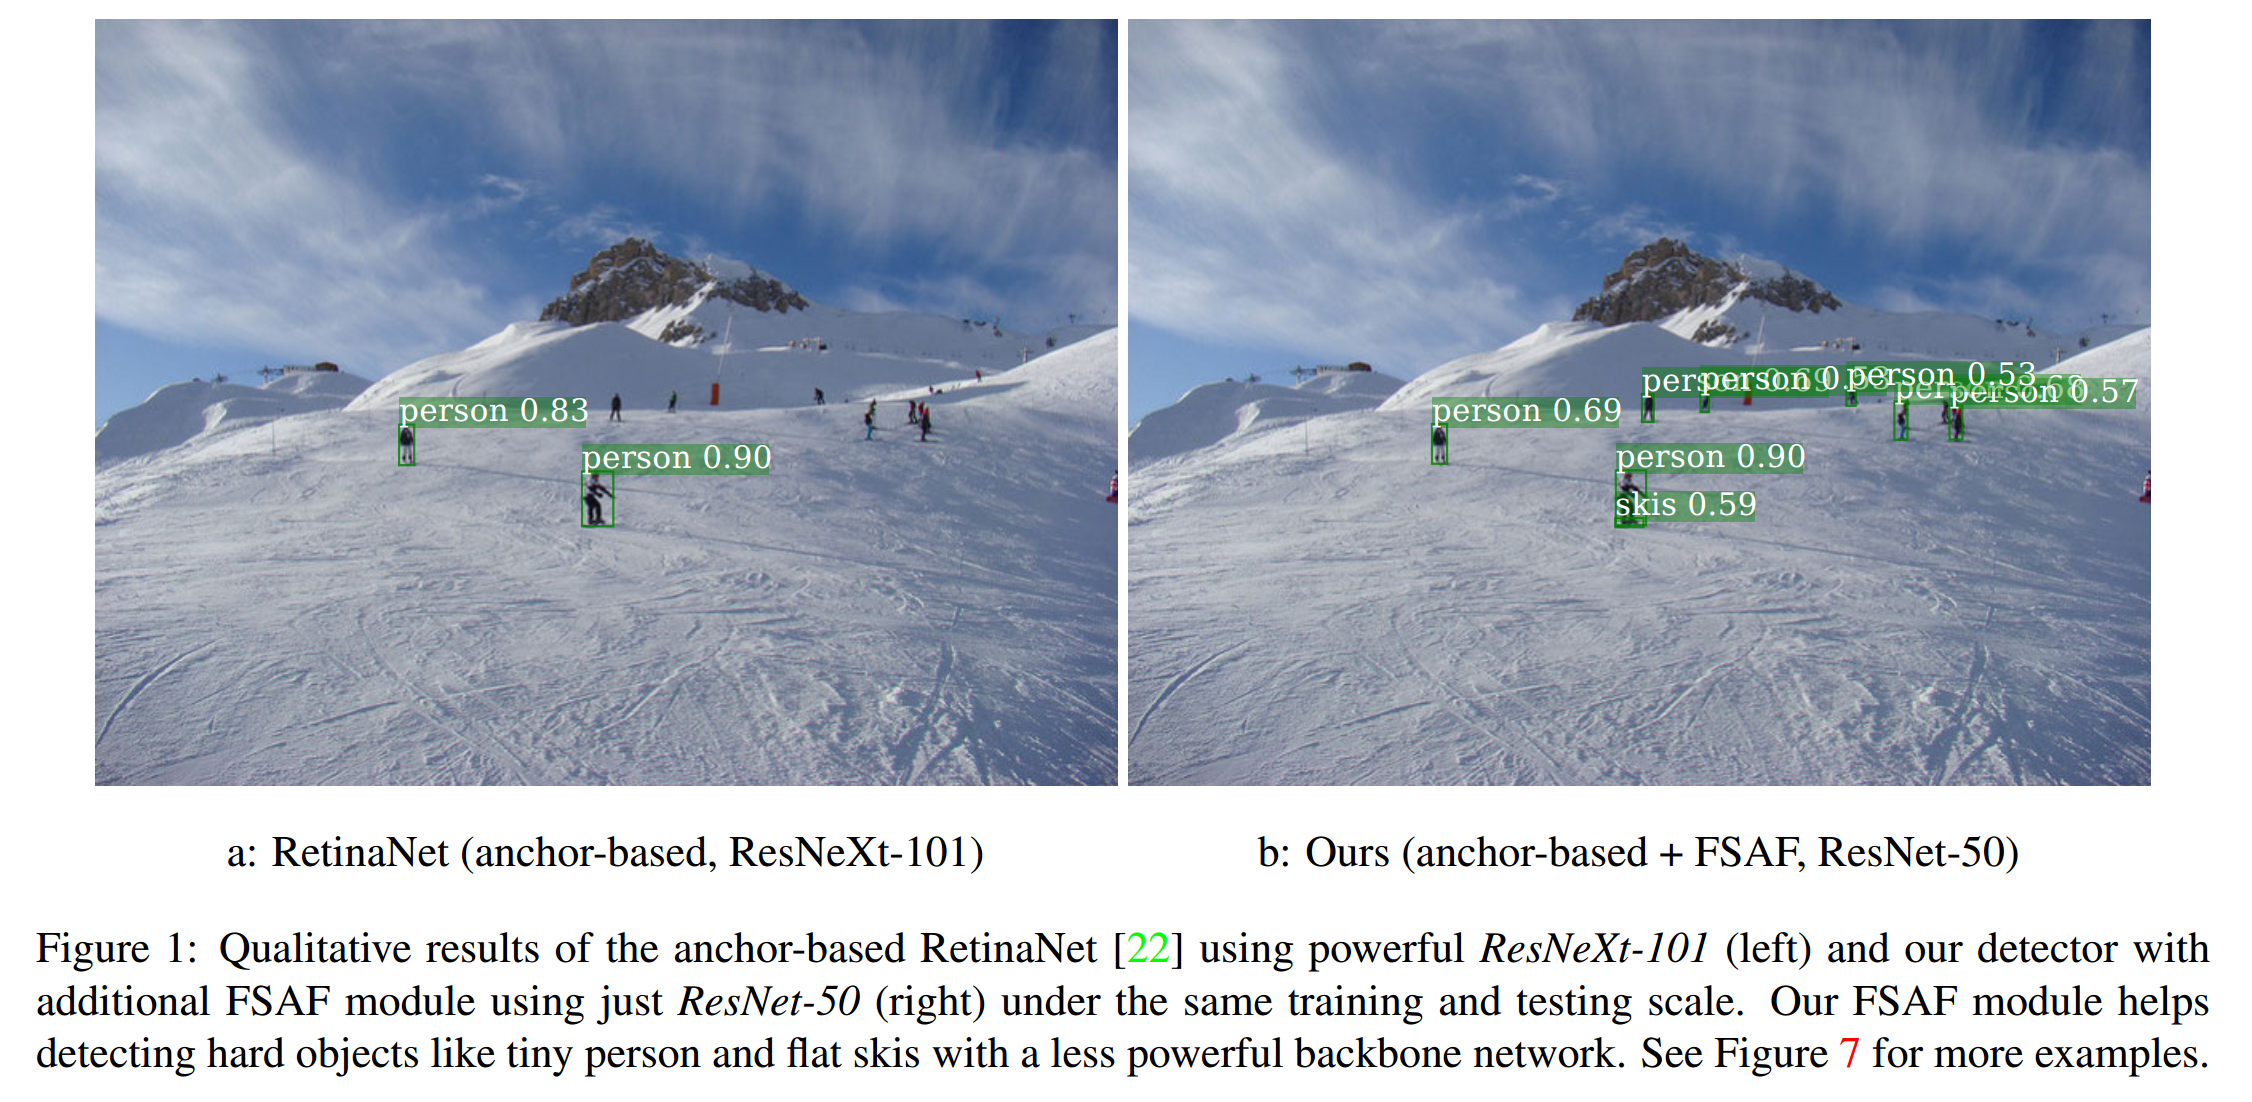 person 0.83
person 0.90
person 0.69
person
person 0.53
person 0.57
person 0.90
skis 0.59
a: RetinaNet (anchor-based, ResNeXt-101)
b: Ours (anchor-based + FSAF, ResNet-50)
Figure 1: Qualitative results of the anchor-based RetinaNet [22] using powerful ResNeXt-101 (left) and our detector with
additional FSAF module using just ResNet-50 (right) under the same training and testing scale. Our FSAF module helps
detecting hard objects like tiny person and flat skis with a less powerful backbone network. See Figure 7 for more examples.